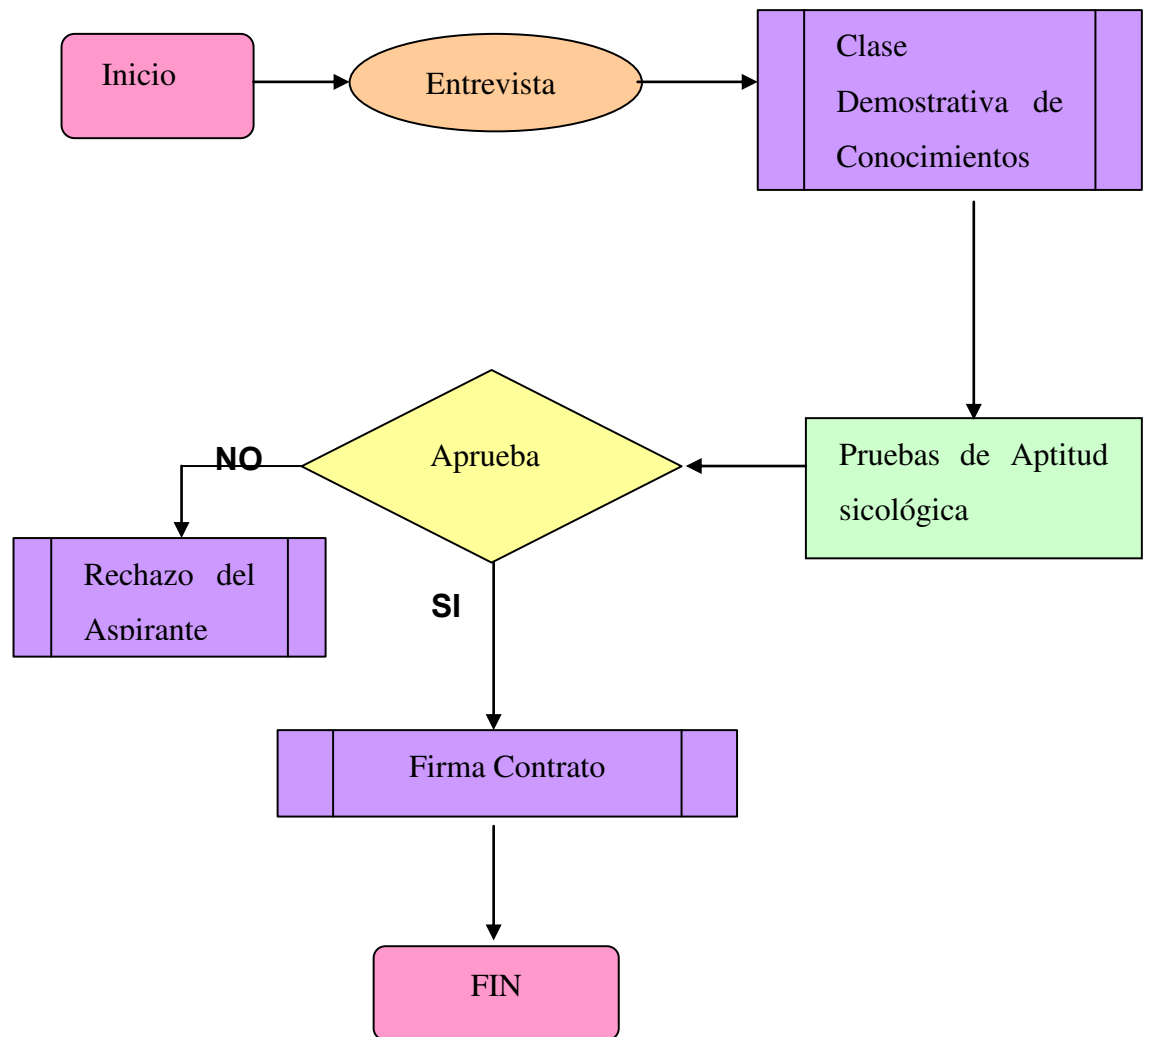 Inicio
Entrevista
Clase
Demostrativa de
Conocimientos
Pruebas de Aptitud
sicológica
Aprueba
NO
Rechazo del
Aspirante
SI
Firma Contrato
FIN